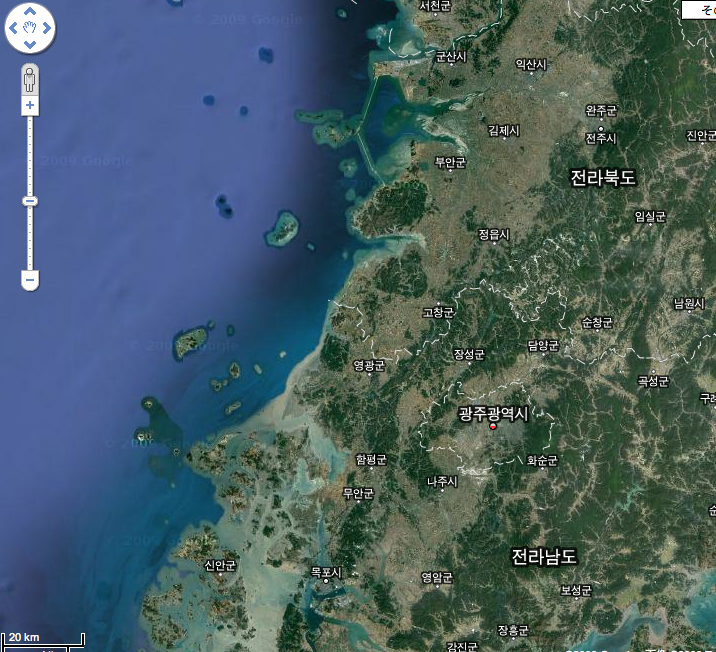 서천군
そ
© 2009 Google
군산시
익산시
완주군
김제시
전주시
진안군
2009 Google
부안군
전라북도
임실군
정읍시
고창군
남원시
순창군
담양군
장성군
영광군
곡성군
구례
광주광역시
함평군
화순군
나주시
무안군
전라남도
신안군
목포시
영암군
보성군
장흥군
강진군
20 km